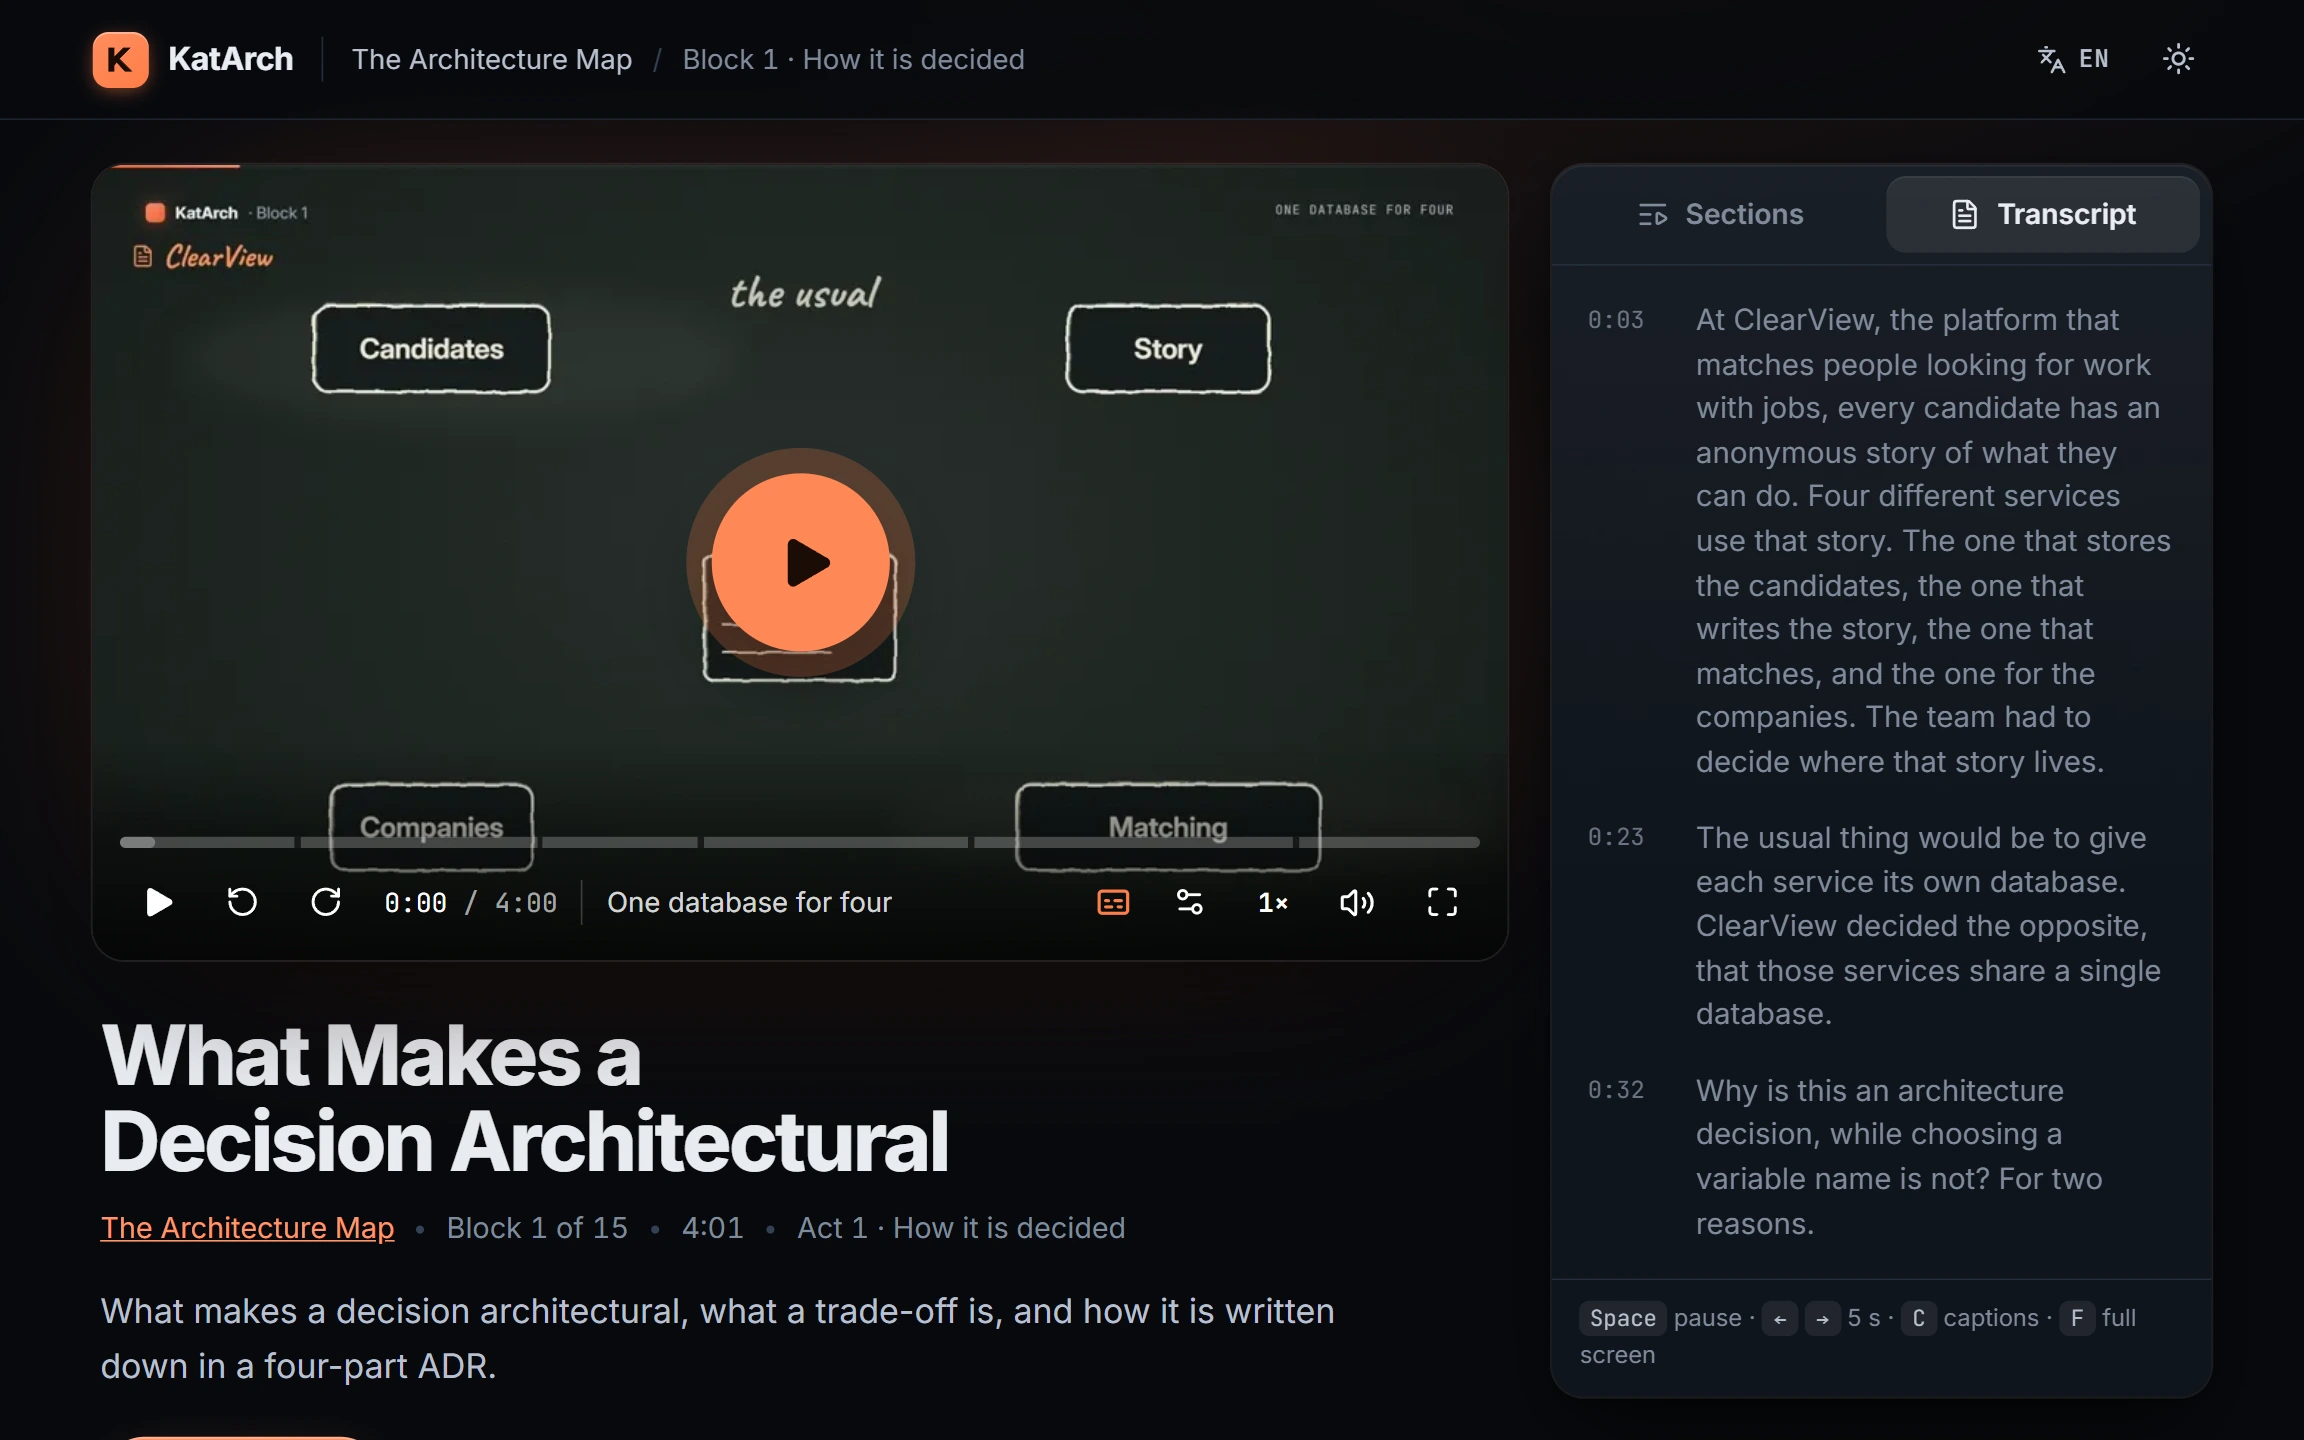 K KatArch The Architecture Map / Block 1 · How it is decided EN
KatArch · Block 1
ONE DATABASE FOR FOUR
ClearView
the usual
Candidates
Story
Companies
Matching
0:00 / 4:00 One database for four 1×
Sections Transcript
0:03 At ClearView, the platform that
matches people looking for work
with jobs, every candidate has an
anonymous story of what they
can do. Four different services
use that story. The one that stores
the candidates, the one that
writes the story, the one that
matches, and the one for the
companies. The team had to
decide where that story lives.
0:23 The usual thing would be to give
each service its own database.
ClearView decided the opposite,
that those services share a single
database.
0:32 Why is this an architecture
decision, while choosing a
variable name is not? For two
reasons.
Space pause · ← → 5 s · C captions · F full
screen
What Makes a
Decision Architectural
The Architecture Map • Block 1 of 15 • 4:01 • Act 1 · How it is decided
What makes a decision architectural, what a trade-off is, and how it is written
down in a four-part ADR.